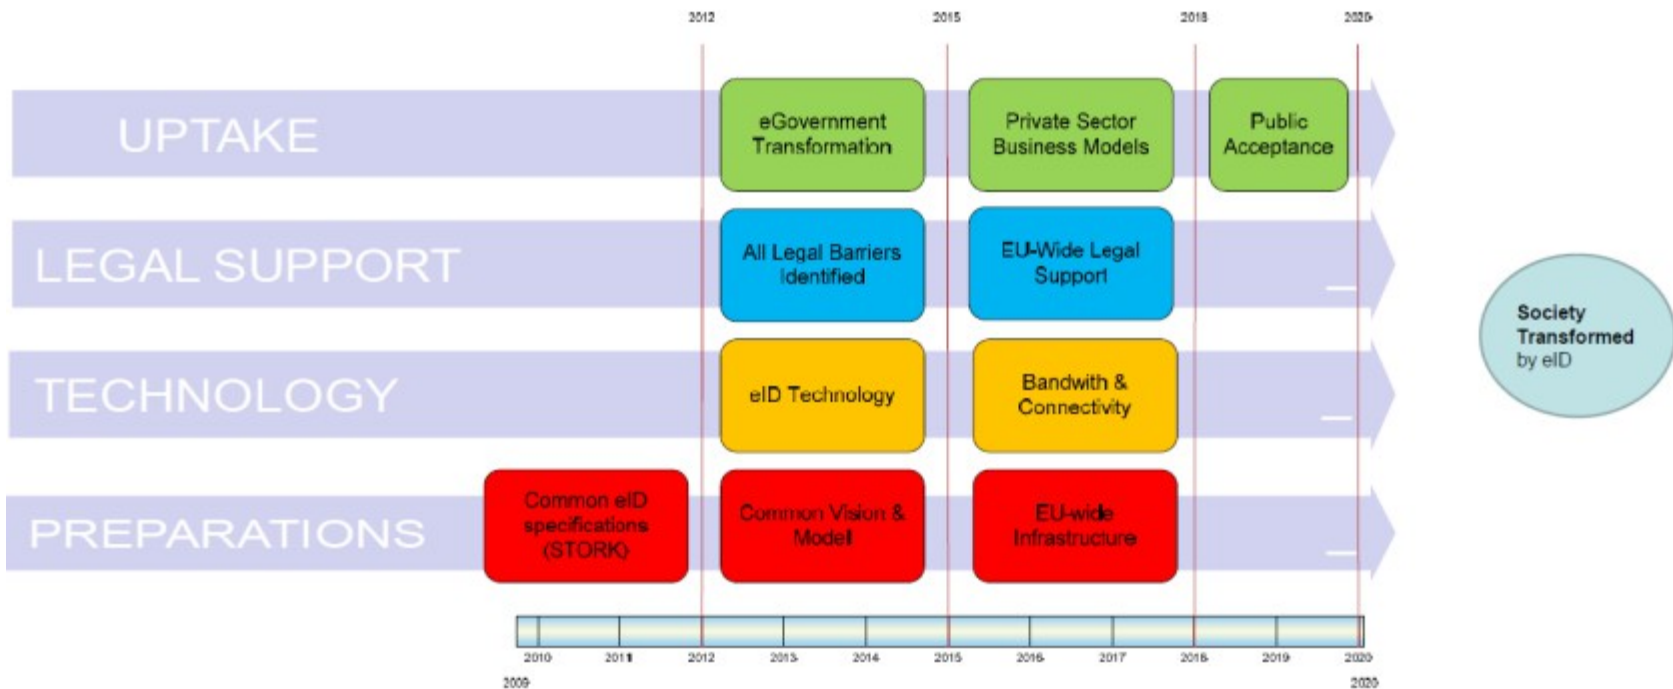 2012 2015 2018 2020
UPTAKE
eGovernment
Transformation
Private Sector
Business Models
Public
Acceptance
LEGAL SUPPORT
All Legal Barriers
Identified
EU-Wide Legal
Support
Society
Transformed
by eID
TECHNOLOGY
eID Technology
Bandwith &
Connectivity
PREPARATIONS
Common eID
specifications
(STORK)
Common Vision &
Modell
EU-wide
Infrastructure
2010 2011 2012 2013 2014 2015 2016 2017 2018 2019 2020
2009 2020